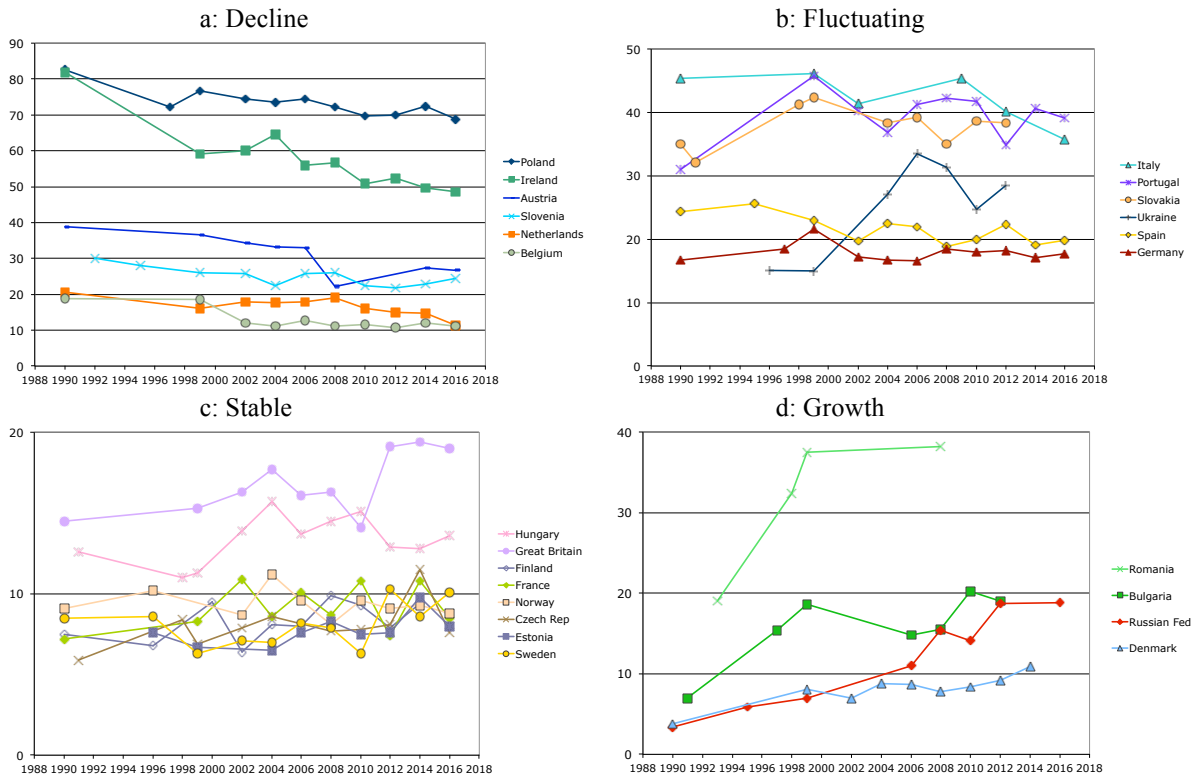 a: Decline
90
80
70
60
50
40
30
20
10
0
1988 1990 1992 1994 1996 1998 2000 2002 2004 2006 2008 2010 2012 2014 2016 2018
Poland
Ireland
Austria
Slovenia
Netherlands
Belgium
b: Fluctuating
50
40
30
20
10
0
1988 1990 1992 1994 1996 1998 2000 2002 2004 2006 2008 2010 2012 2014 2016 2018
Italy
Portugal
Slovakia
Ukraine
Spain
Germany
c: Stable
20
10
0
1988 1990 1992 1994 1996 1998 2000 2002 2004 2006 2008 2010 2012 2014 2016 2018
Hungary
Great Britain
Finland
France
Norway
Czech Rep
Estonia
Sweden
d: Growth
40
30
20
10
0
1988 1990 1992 1994 1996 1998 2000 2002 2004 2006 2008 2010 2012 2014 2016 2018
Romania
Bulgaria
Russian Fed
Denmark